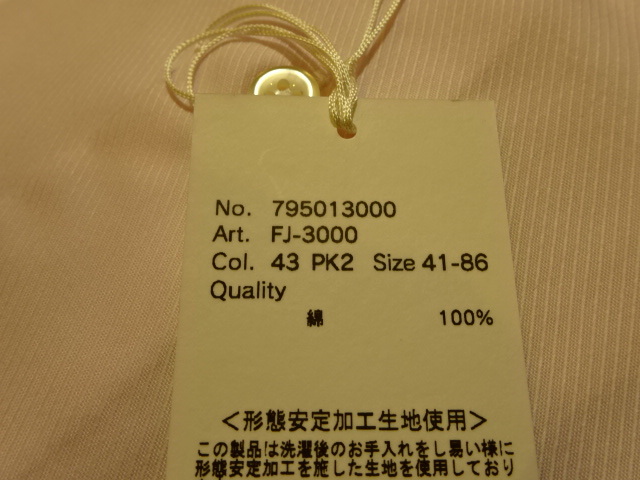 No. 795013000
Art. FJ-3000
Col. 43 PK2 Size 41-86
Quality
綿 100%
＜形態安定加工生地使用＞
この製品は洗濯後のお手入れをし易い様に
形態安定加工を施した生地を使用しており